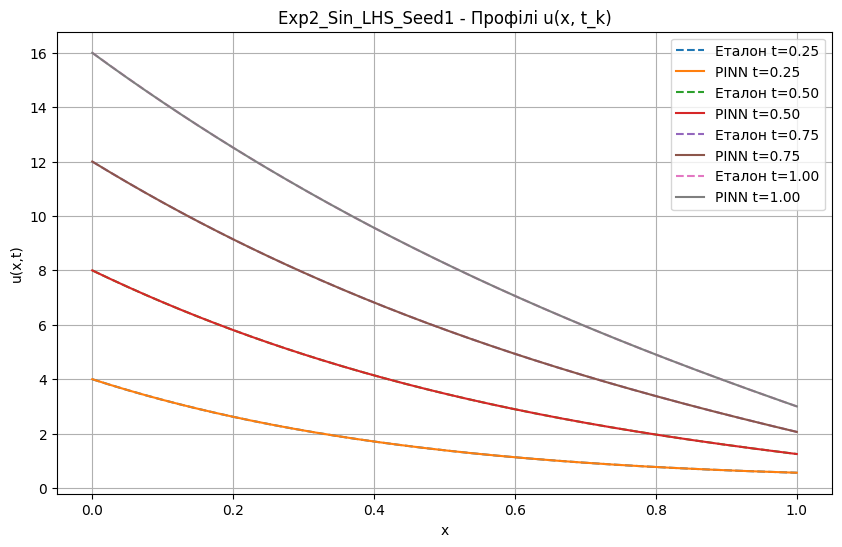 Exp2_Sin_LHS_Seed1 - Профілі u(x, t_k)
Еталон t=0.25
PINN t=0.25
Еталон t=0.50
PINN t=0.50
Еталон t=0.75
PINN t=0.75
Еталон t=1.00
PINN t=1.00
u(x,t)
16
14
12
10
8
6
4
2
0
0.0 0.2 0.4 0.6 0.8 1.0
x